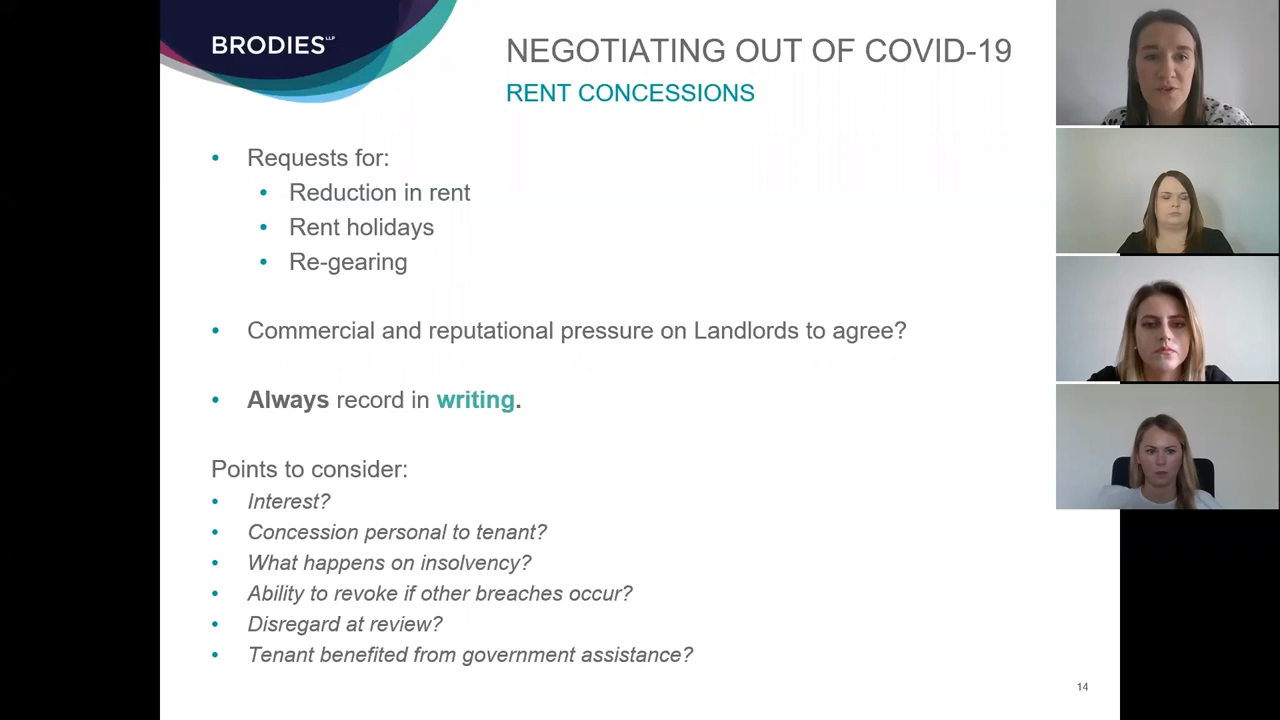 BRODIES LLP
NEGOTIATING OUT OF COVID-19
RENT CONCESSIONS
• Requests for:
• Reduction in rent
• Rent holidays
• Re-gearing
• Commercial and reputational pressure on Landlords to agree?
• Always record in writing.
Points to consider:
• Interest?
• Concession personal to tenant?
• What happens on insolvency?
• Ability to revoke if other breaches occur?
• Disregard at review?
• Tenant benefited from government assistance?
14